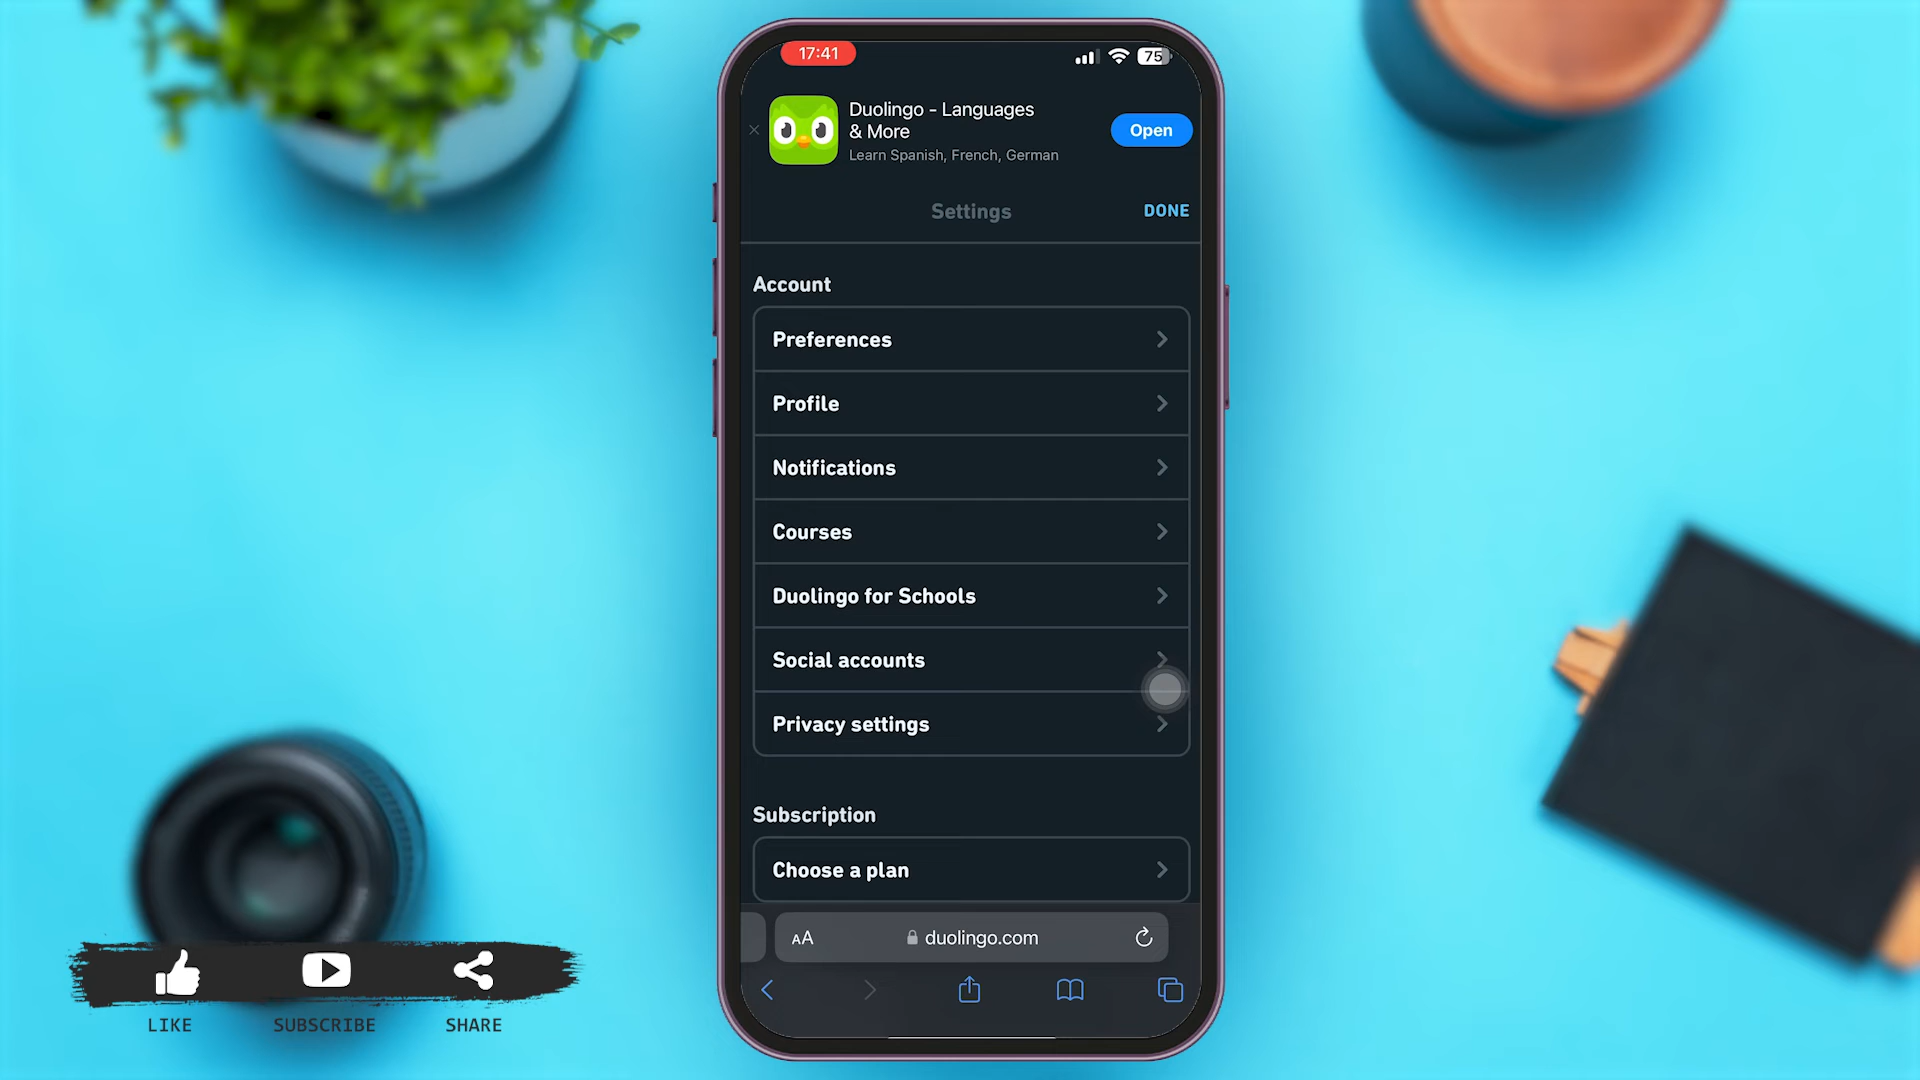 17:41
75
Duolingo - Languages
& More
Learn Spanish, French, German
Open
Settings
DONE
Account
Preferences
Profile
Notifications
Courses
Duolingo for Schools
Social accounts
Privacy settings
Subscription
Choose a plan
AA
duolingo.com
LIKE
SUBSCRIBE
SHARE